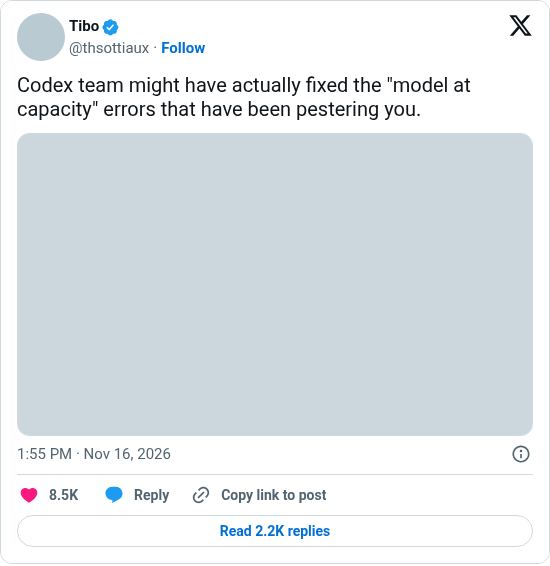 Tibo
@thsottiaux · Follow
Codex team might have actually fixed the "model at
capacity" errors that have been pestering you.
1:55 PM · Nov 16, 2026
8.5K Reply Copy link to post
Read 2.2K replies